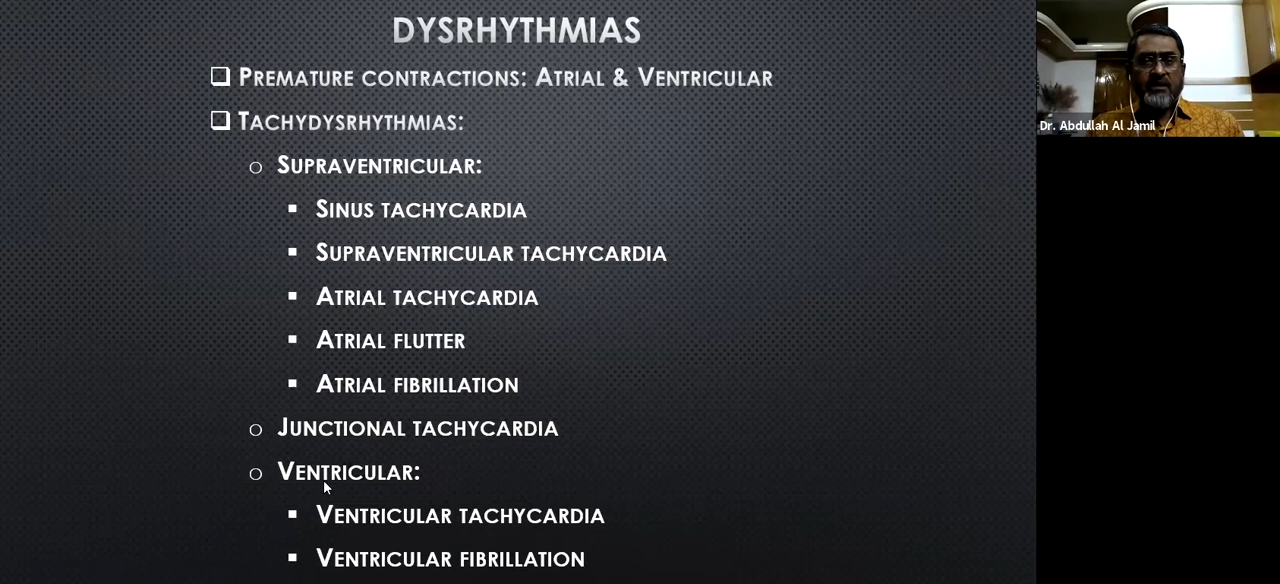 DYSRHYTHMIAS
PREMATURE CONTRACTIONS: ATRIAL & VENTRICULAR
TACHYDYSRHYTHMIAS:
SUPRAVENTRICULAR:
SINUS TACHYCARDIA
SUPRAVENTRICULAR TACHYCARDIA
ATRIAL TACHYCARDIA
ATRIAL FLUTTER
ATRIAL FIBRILLATION
JUNCTIONAL TACHYCARDIA
VENTRICULAR:
VENTRICULAR TACHYCARDIA
VENTRICULAR FIBRILLATION
Dr. Abdullah Al Jamil